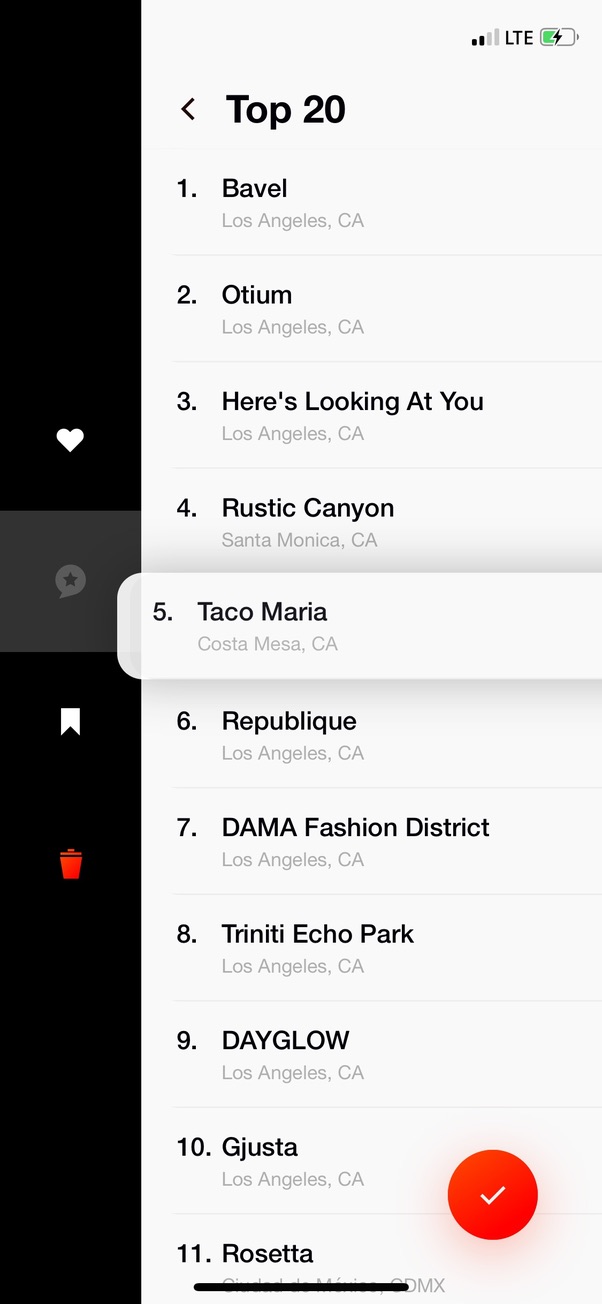 LTE
Top 20
1. Bavel
Los Angeles, CA
2. Otium
Los Angeles, CA
3. Here's Looking At You
Los Angeles, CA
4. Rustic Canyon
Santa Monica, CA
5. Taco Maria
Costa Mesa, CA
6. Republique
Los Angeles, CA
7. DAMA Fashion District
Los Angeles, CA
8. Triniti Echo Park
Los Angeles, CA
9. DAYGLOW
Los Angeles, CA
10. Gjusta
Los Angeles, CA
11. Rosetta
Ciudad de México, CDMX